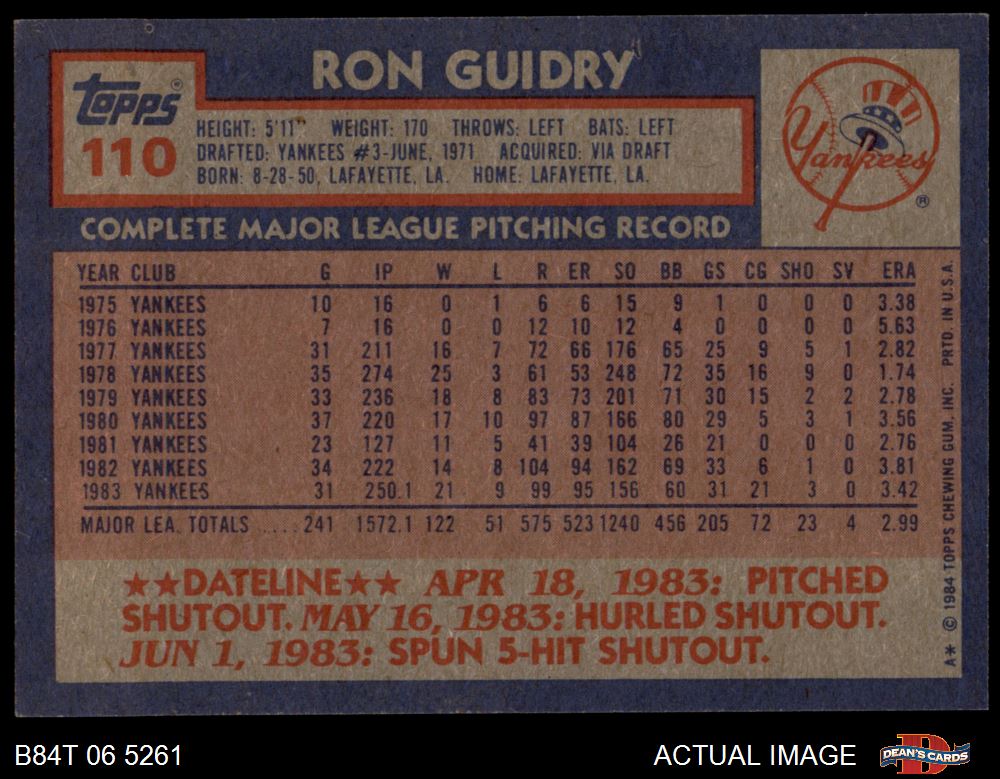 RON GUIDRY
Topps®
110
HEIGHT: 5'11" WEIGHT: 170 THROWS: LEFT BATS: LEFT
DRAFTED: YANKEES #3-JUNE, 1971 ACQUIRED: VIA DRAFT
BORN: 8-28-50, LAFAYETTE, LA. HOME: LAFAYETTE, LA.
Yankees ®
COMPLETE MAJOR LEAGUE PITCHING RECORD
YEAR CLUB G IP W L R ER SO BB GS CG SHO SV ERA
1975 YANKEES 10 16 0 1 6 6 15 9 1 0 0 0 3.38
1976 YANKEES 7 16 0 0 12 10 12 4 0 0 0 0 5.63
1977 YANKEES 31 211 16 7 72 66 176 65 25 9 5 1 2.82
1978 YANKEES 35 274 25 3 61 53 248 72 35 16 9 0 1.74
1979 YANKEES 33 236 18 8 83 73 201 71 30 15 2 2 2.78
1980 YANKEES 37 220 17 10 97 87 166 80 29 5 3 1 3.56
1981 YANKEES 23 127 11 5 41 39 104 26 21 0 0 0 2.76
1982 YANKEES 34 222 14 8 104 94 162 69 33 6 1 0 3.81
1983 YANKEES 31 250.1 21 9 99 95 156 60 31 21 3 0 3.42
MAJOR LEA. TOTALS .... 241 1572.1 122 51 575 523 1240 456 205 72 23 4 2.99
★★DATELINE★★ APR 18, 1983: PITCHED
SHUTOUT. MAY 16, 1983: HURLED SHUTOUT.
JUN 1, 1983: SPUN 5-HIT SHUTOUT.
A* © 1984 TOPPS CHEWING GUM, INC. PRTD. IN U.S.A.
B84T 06 5261
ACTUAL IMAGE
DEAN'S CARDS